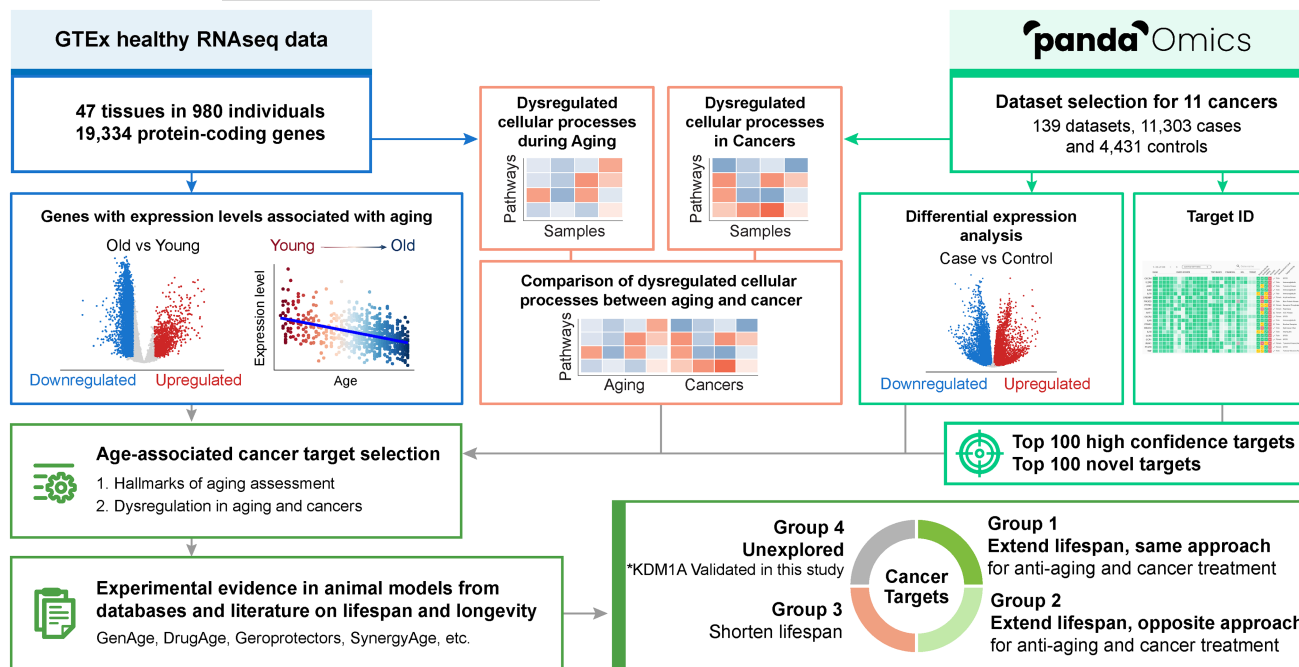 GTEx healthy RNAseq data
47 tissues in 980 individuals
19,334 protein-coding genes
Genes with expression levels associated with aging
Old vs Young
Downregulated
Upregulated
Young
Old
Expression level
Age
Dysregulated
cellular processes
during Aging
Pathways
Samples
Dysregulated
cellular processes
in Cancers
Pathways
Samples
Comparison of dysregulated cellular
processes between aging and cancer
Pathways
Aging
Cancers
panda Omics
Dataset selection for 11 cancers
139 datasets, 11,303 cases
and 4,431 controls
Differential expression
analysis
Case vs Control
Downregulated
Upregulated
Target ID
Top 100 high confidence targets
Top 100 novel targets
Age-associated cancer target selection
1. Hallmarks of aging assessment
2. Dysregulation in aging and cancers
Experimental evidence in animal models from
databases and literature on lifespan and longevity
GenAge, DrugAge, Geroprotectors, SynergyAge, etc.
Group 4
Unexplored
*KDM1A Validated in this study
Group 3
Shorten lifespan
Cancer
Targets
Group 1
Extend lifespan, same approach
for anti-aging and cancer treatment
Group 2
Extend lifespan, opposite approach
for anti-aging and cancer treatment